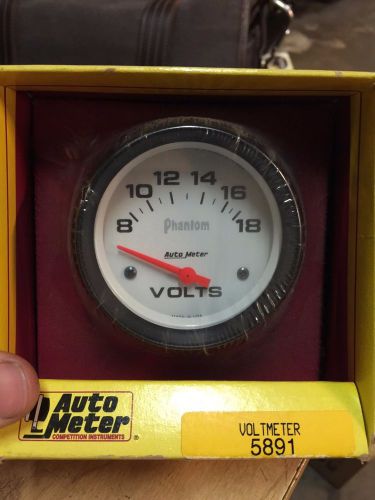 8 10 12 14 16 18
Phantom
Auto Meter
VOLTS
Auto
Meter
COMPETITION INSTRUMENTS
®
VOLTMETER
5891